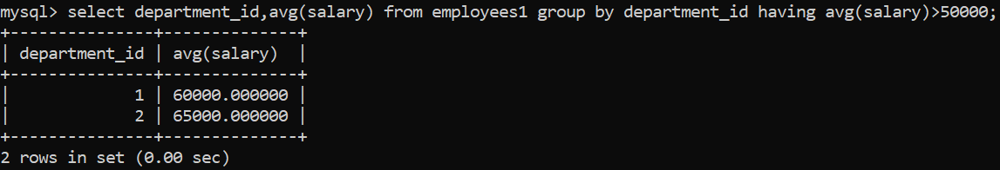 mysql> select department_id,avg(salary) from employees1 group by department_id having avg(salary)>50000;
+---------------+--------------+
| department_id | avg(salary)  |
+---------------+--------------+
|             1 | 60000.000000 |
|             2 | 65000.000000 |
+---------------+--------------+
2 rows in set (0.00 sec)